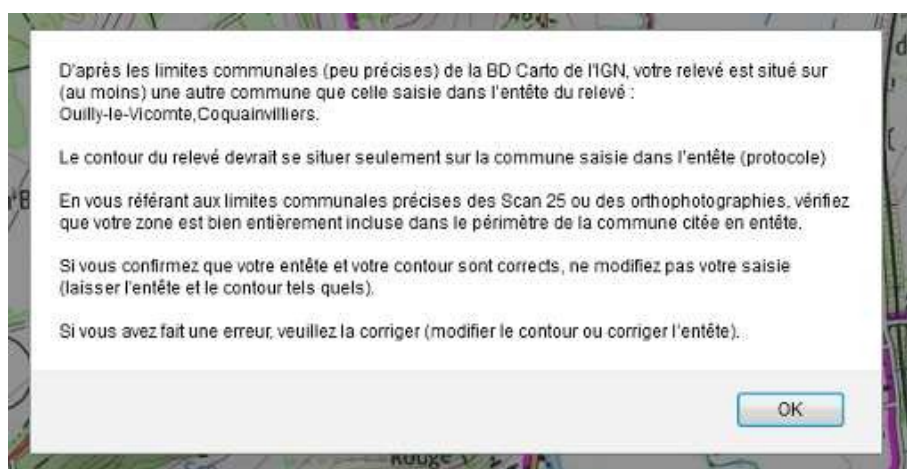 D'après les limites communales (peu précises) de la BD Carto de l'IGN, votre relevé est situé sur
(au moins) une autre commune que celle saisie dans l'entête du relevé :
Ouilly-le-Vicomte,Coquainvilliers.
Le contour du relevé devrait se situer seulement sur la commune saisie dans l'entête (protocole)
En vous référant aux limites communales précises des Scan 25 ou des orthophotographies, vérifiez
que votre zone est bien entièrement incluse dans le périmètre de la commune citée en entête.
Si vous confirmez que votre entête et votre contour sont corrects, ne modifiez pas votre saisie
(laisser l'entête et le contour tels quels).
Si vous avez fait une erreur, veuillez la corriger (modifier le contour ou corriger l'entête).
OK
Rouge